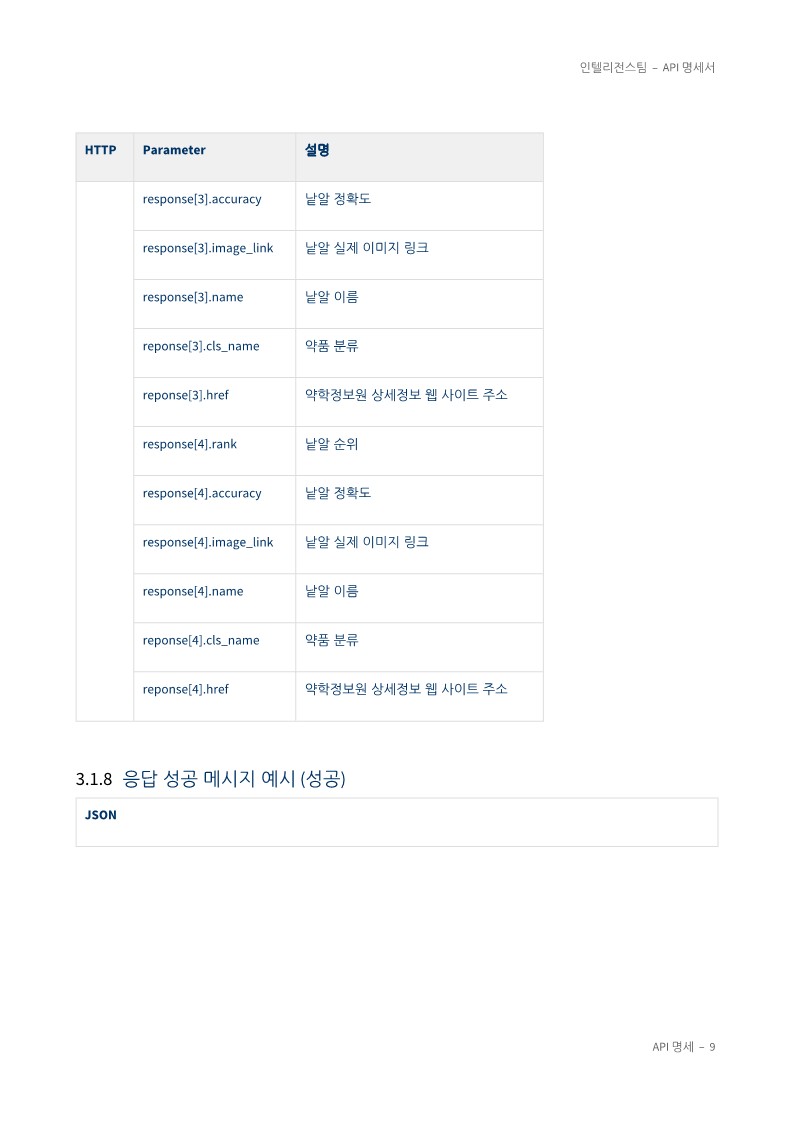 인텔리전스팀 – API 명세서
HTTP Parameter 설명
response[3].accuracy 낱알 정확도
response[3].image_link 낱알 실제 이미지 링크
response[3].name 낱알 이름
reponse[3].cls_name 약품 분류
reponse[3].href 약학정보원 상세정보 웹 사이트 주소
response[4].rank 낱알 순위
response[4].accuracy 낱알 정확도
response[4].image_link 낱알 실제 이미지 링크
response[4].name 낱알 이름
reponse[4].cls_name 약품 분류
reponse[4].href 약학정보원 상세정보 웹 사이트 주소
3.1.8 응답 성공 메시지 예시 (성공)
JSON
API 명세 – 9